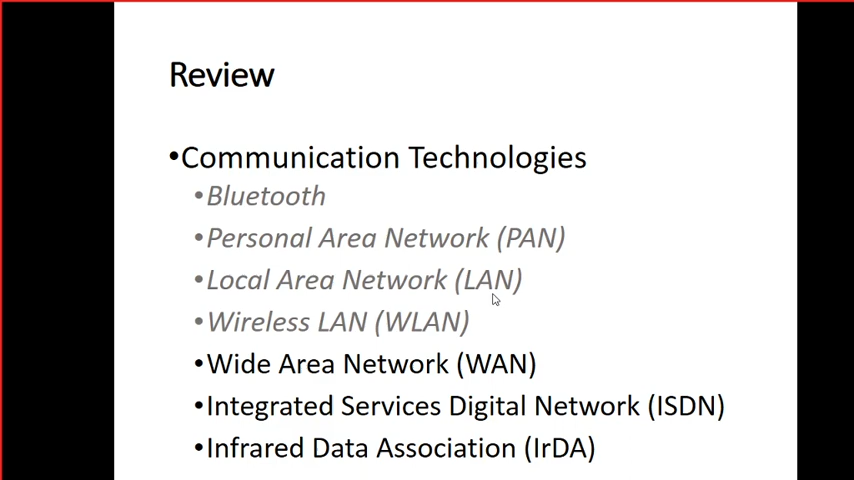 Review
•Communication Technologies
•Bluetooth
•Personal Area Network (PAN)
•Local Area Network (LAN)
•Wireless LAN (WLAN)
•Wide Area Network (WAN)
•Integrated Services Digital Network (ISDN)
•Infrared Data Association (IrDA)